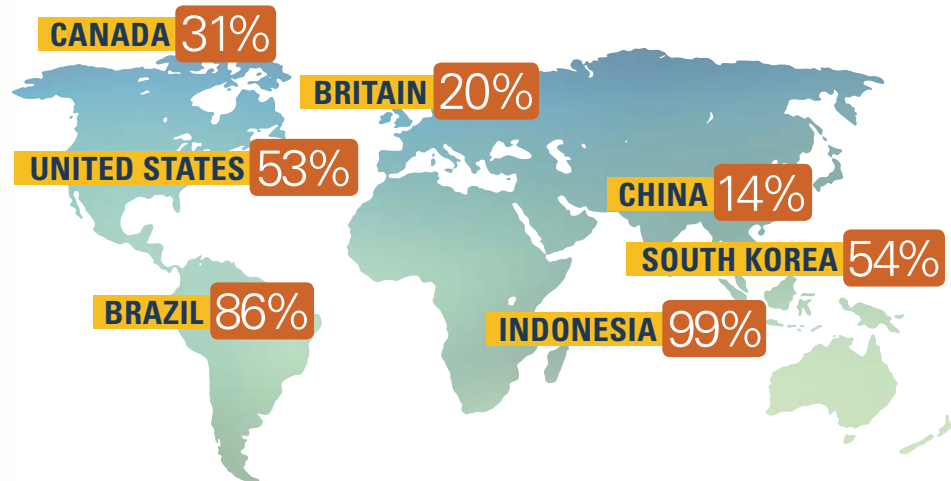 CANADA 31%
BRITAIN 20%
UNITED STATES 53%
CHINA 14%
SOUTH KOREA 54%
BRAZIL 86%
INDONESIA 99%